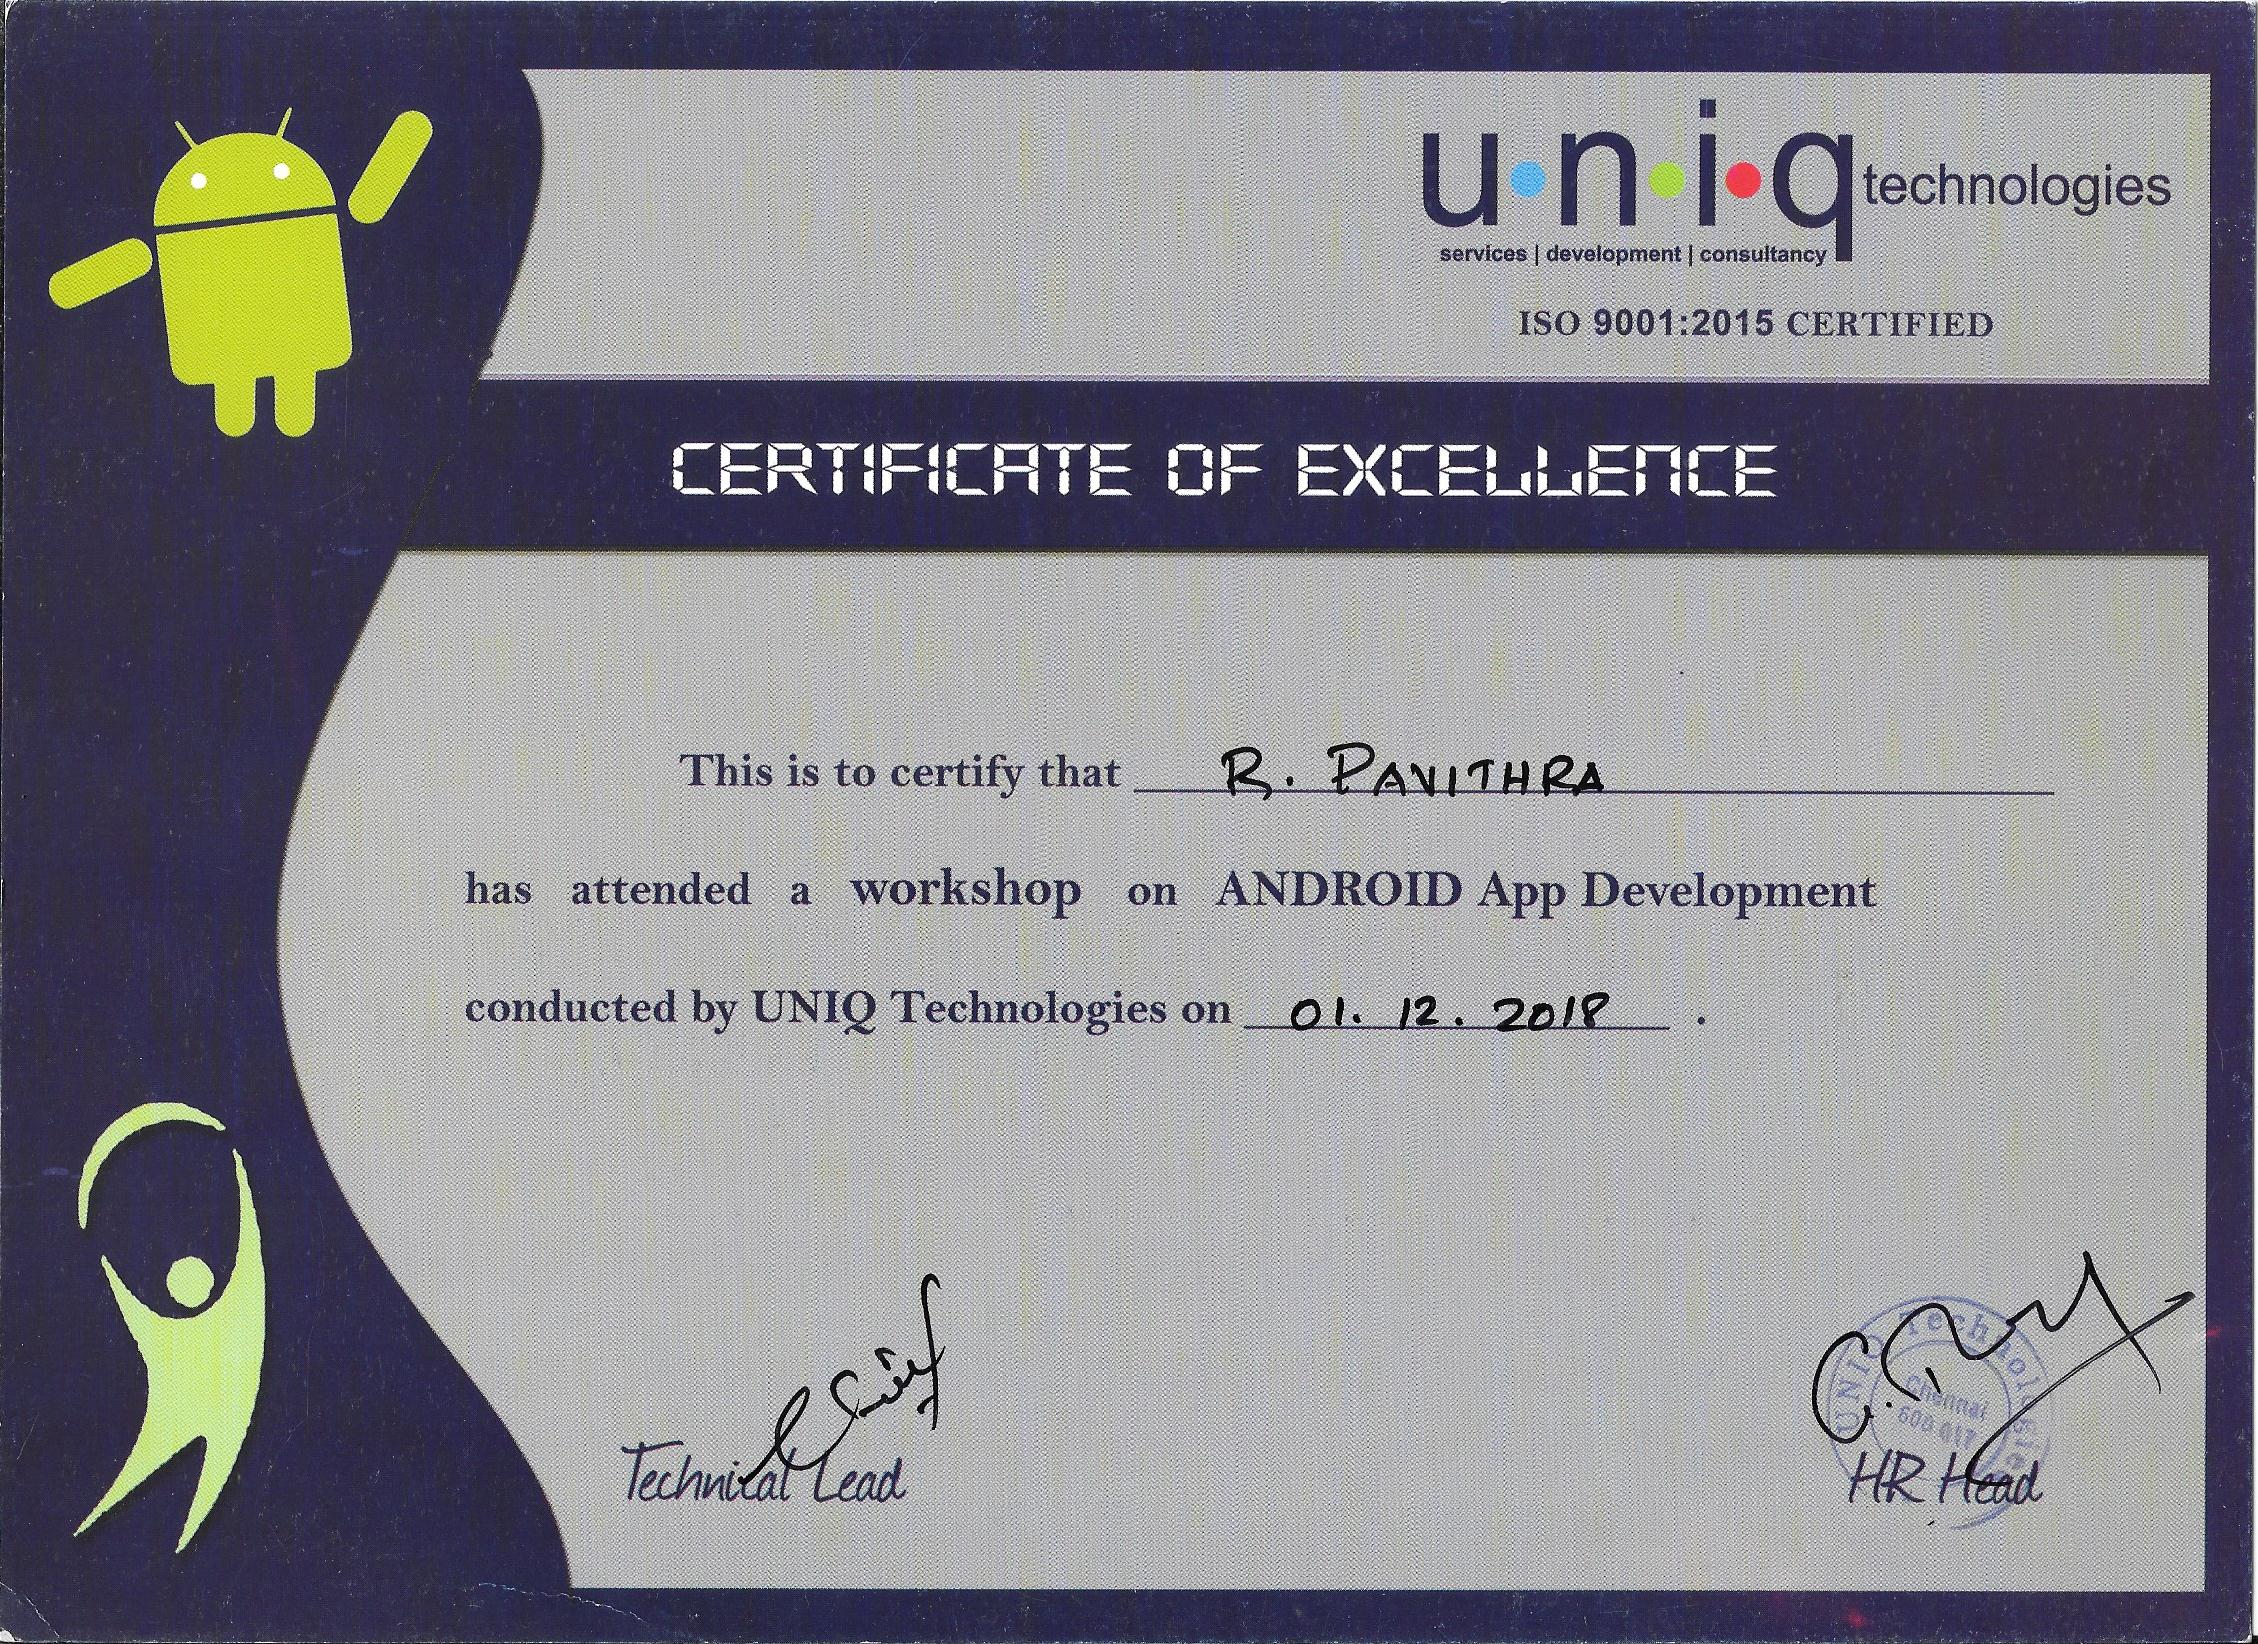 u·n·i·q technologies
services | development | consultancy
ISO 9001:2015 CERTIFIED
CERTIFICATE OF EXCELLENCE
This is to certify that R. PAVITHRA
has attended a workshop on ANDROID App Development
conducted by UNIQ Technologies on 01. 12. 2018 .
UNIQ Technologies
Chennai
600 017
Technical Lead
HR Head